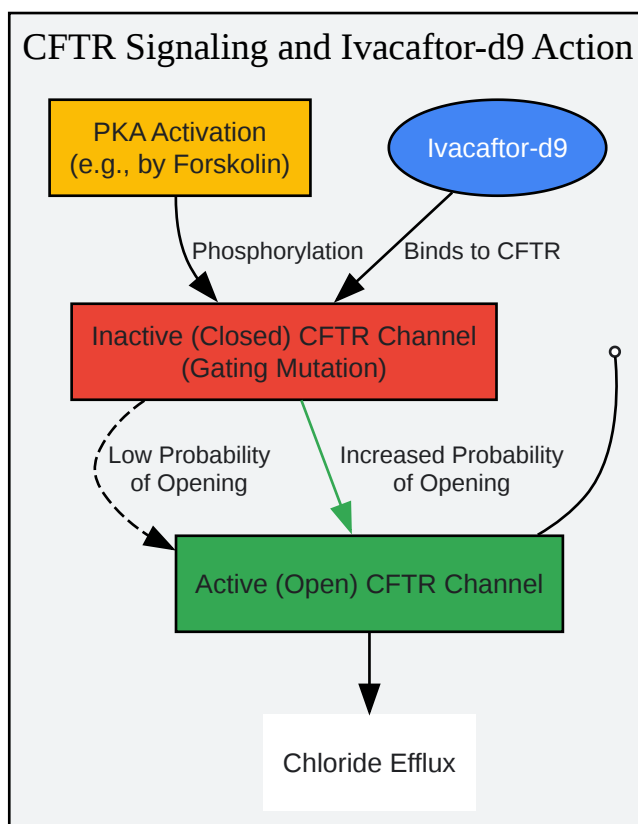 CFTR Signaling and Ivacaftor-d9 Action
PKA Activation
(e.g., by Forskolin)
Ivacaftor-d9
Phosphorylation
Binds to CFTR
Inactive (Closed) CFTR Channel
(Gating Mutation)
Low Probability
of Opening
Increased Probability
of Opening
Active (Open) CFTR Channel
Chloride Efflux